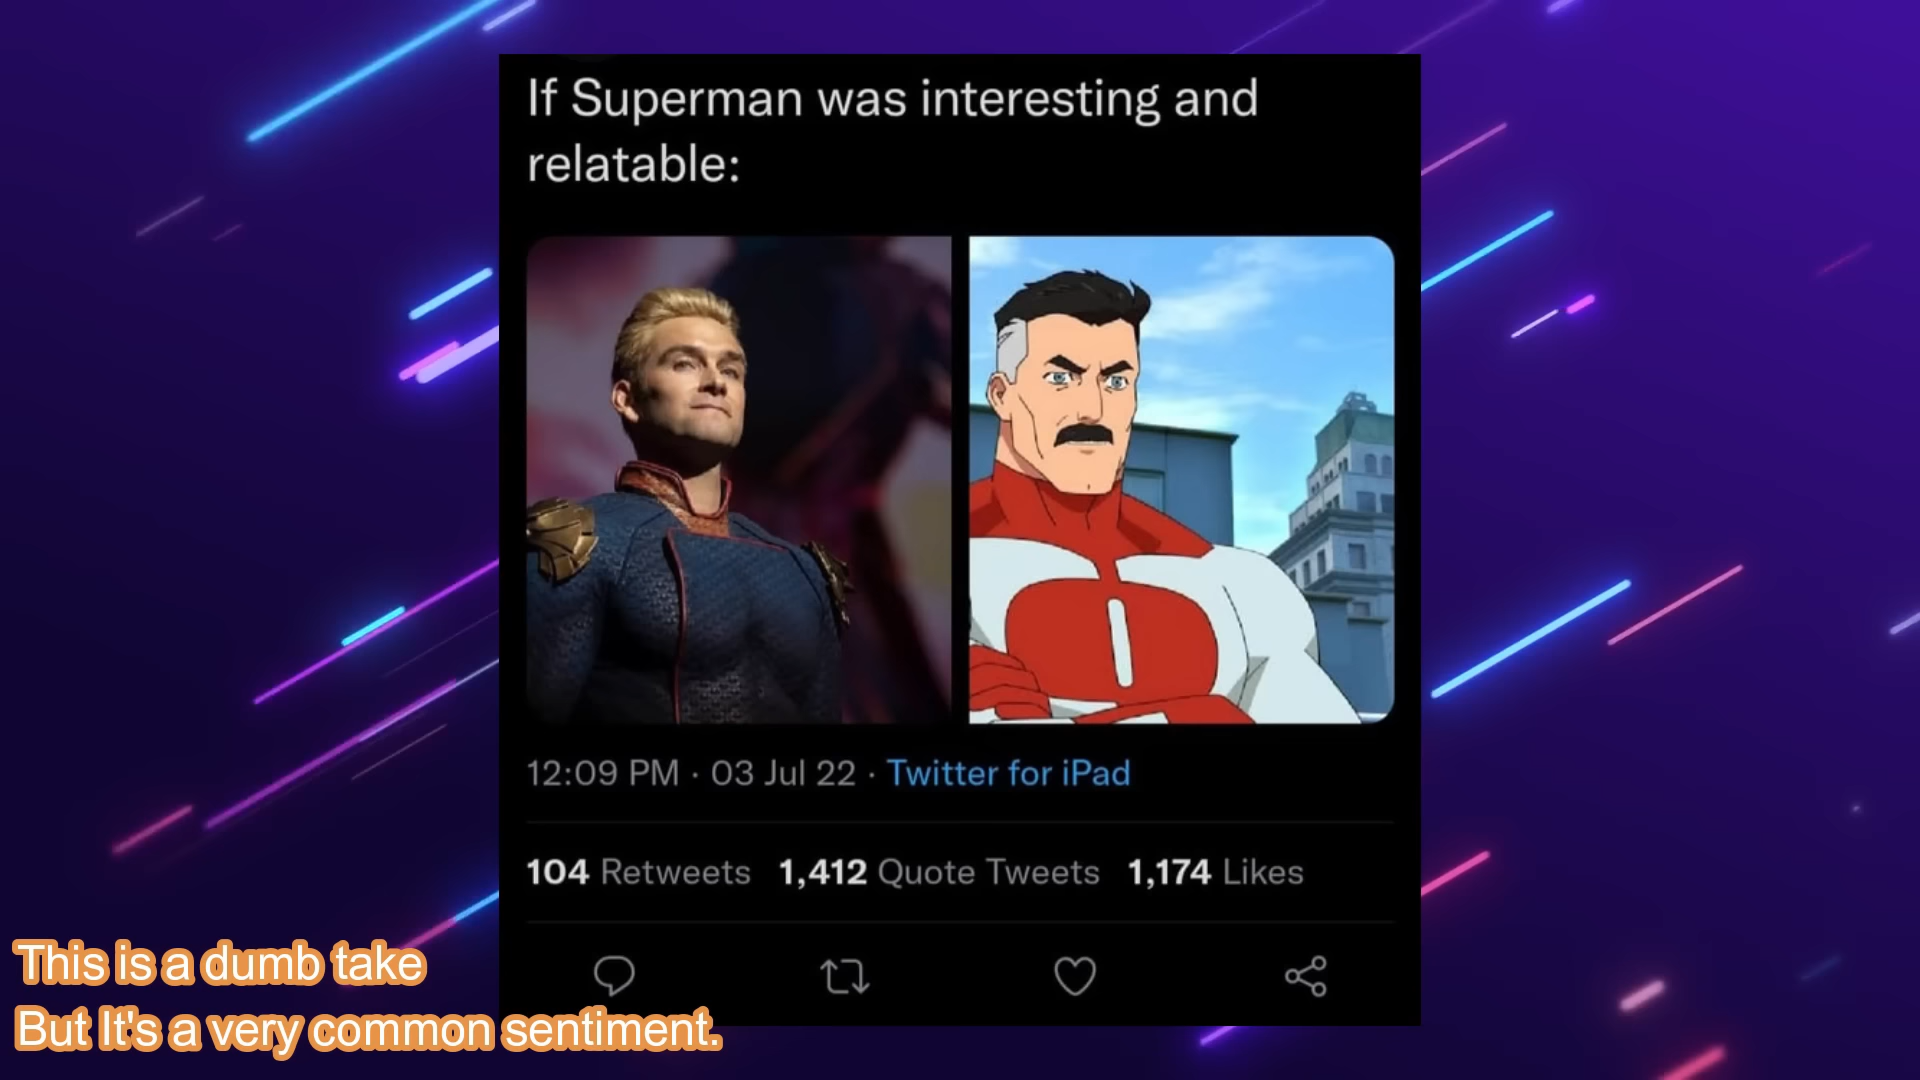 If Superman was interesting and
relatable:
12:09 PM · 03 Jul 22 · Twitter for iPad
104 Retweets 1,412 Quote Tweets 1,174 Likes
This is a dumb take
But It's a very common sentiment.